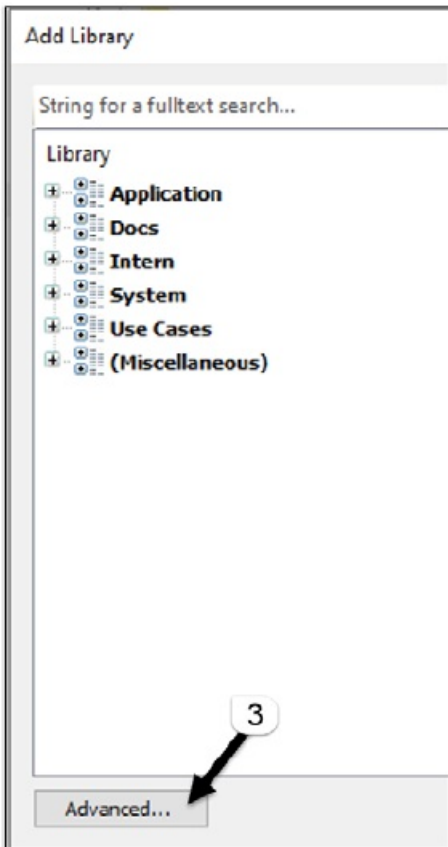 Add Library
String for a fulltext search...
Library
Application
Docs
Intern
System
Use Cases
(Miscellaneous)
3
Advanced...